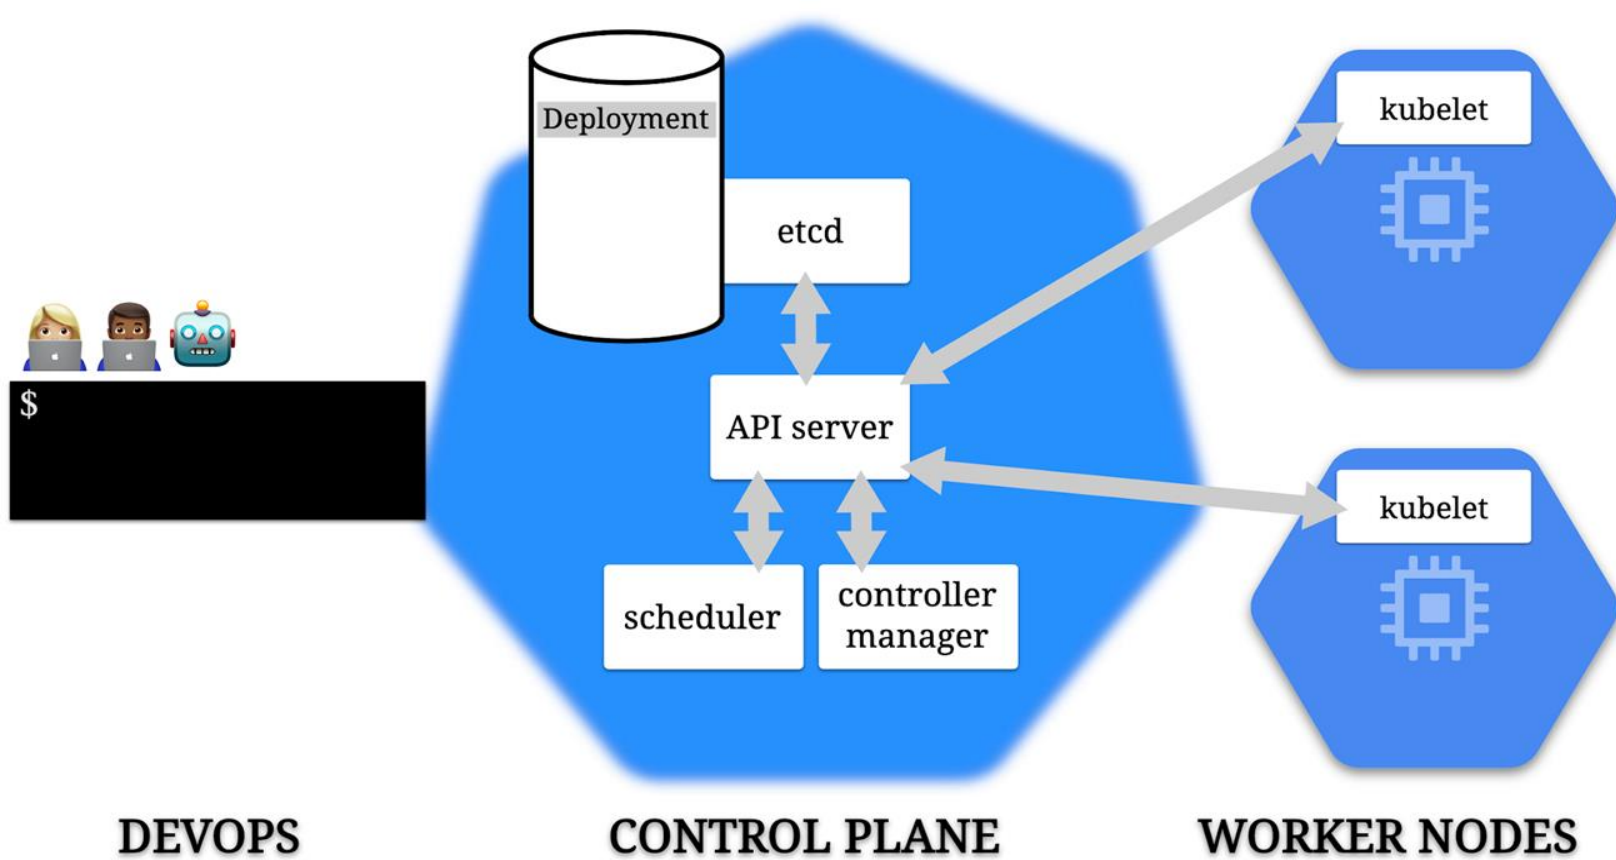 Deployment
etcd
$
API server
scheduler
controller
manager
kubelet
kubelet
DEVOPS
CONTROL PLANE
WORKER NODES